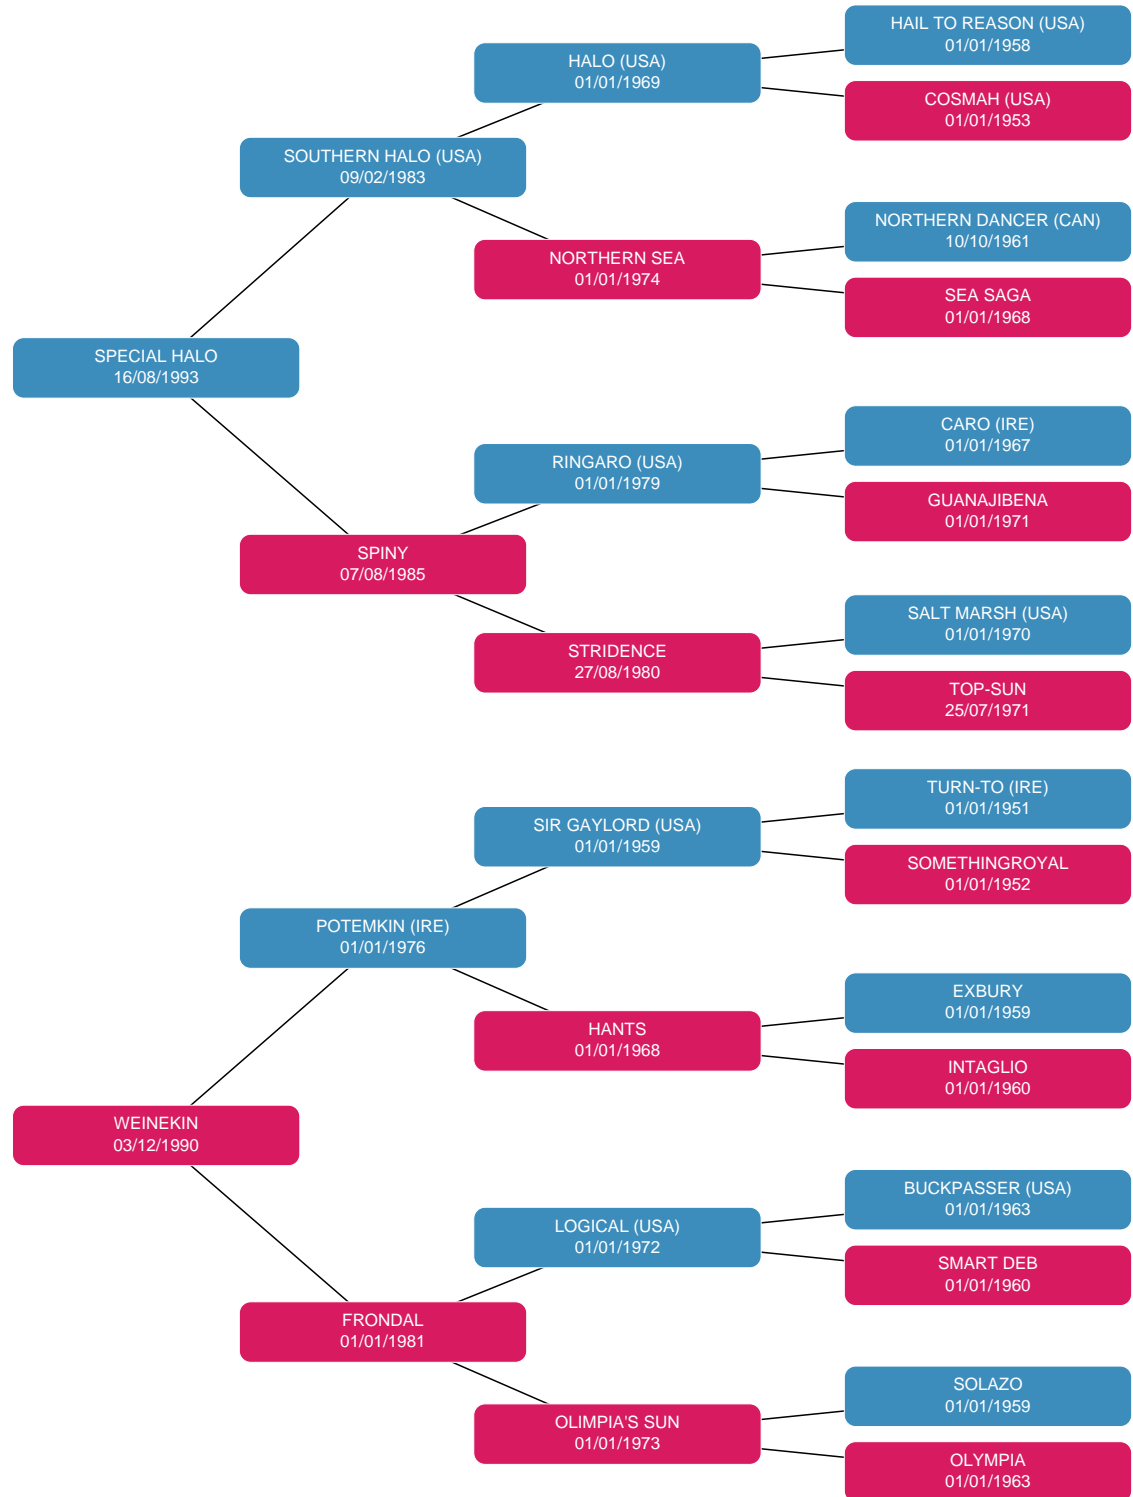 HAIL TO REASON (USA)
01/01/1958
HALO (USA)
01/01/1969
COSMAH (USA)
01/01/1953
SOUTHERN HALO (USA)
09/02/1983
NORTHERN DANCER (CAN)
10/10/1961
NORTHERN SEA
01/01/1974
SEA SAGA
01/01/1968
SPECIAL HALO
16/08/1993
CARO (IRE)
01/01/1967
RINGARO (USA)
01/01/1979
GUANAJIBENA
01/01/1971
SPINY
07/08/1985
SALT MARSH (USA)
01/01/1970
STRIDENCE
27/08/1980
TOP-SUN
25/07/1971
TURN-TO (IRE)
01/01/1951
SIR GAYLORD (USA)
01/01/1959
SOMETHINGROYAL
01/01/1952
POTEMKIN (IRE)
01/01/1976
EXBURY
01/01/1959
HANTS
01/01/1968
INTAGLIO
01/01/1960
WEINEKIN
03/12/1990
BUCKPASSER (USA)
01/01/1963
LOGICAL (USA)
01/01/1972
SMART DEB
01/01/1960
FRONDAL
01/01/1981
SOLAZO
01/01/1959
OLIMPIA'S SUN
01/01/1973
OLYMPIA
01/01/1963